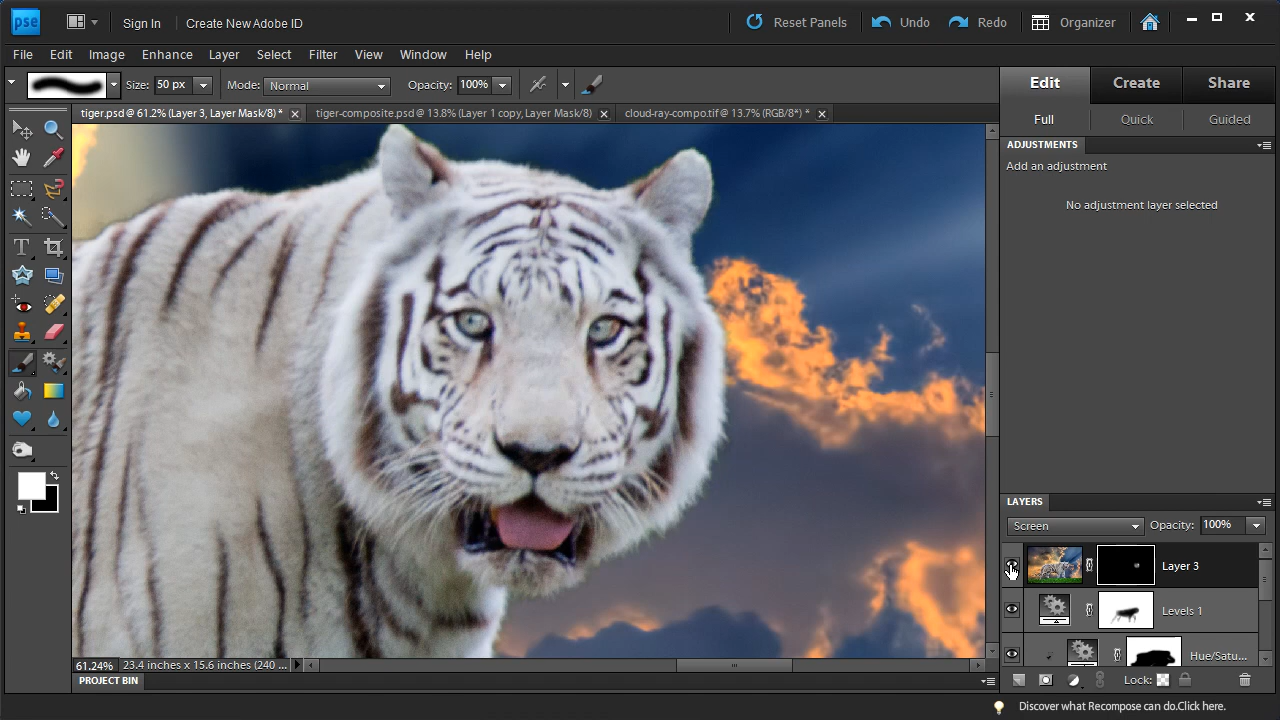 pse Sign In Create New Adobe ID Reset Panels Undo Redo Organizer
File Edit Image Enhance Layer Select Filter View Window Help
Size: 50 px Mode: Normal Opacity: 100%
Edit Create Share
tiger.psd @ 61.2% (Layer 3, Layer Mask/8) * tiger-composite.psd @ 13.8% (Layer 1 copy, Layer Mask/8) cloud-ray-compo.tif @ 13.7% (RGB/8*) *
Full Quick Guided
ADJUSTMENTS
Add an adjustment
No adjustment layer selected
T
LAYERS
Screen Opacity: 100%
Layer 3
Levels 1
Hue/Satu...
61.24% 23.4 inches x 15.6 inches (240 ...
PROJECT BIN
Lock:
Discover what Recompose can do.Click here.